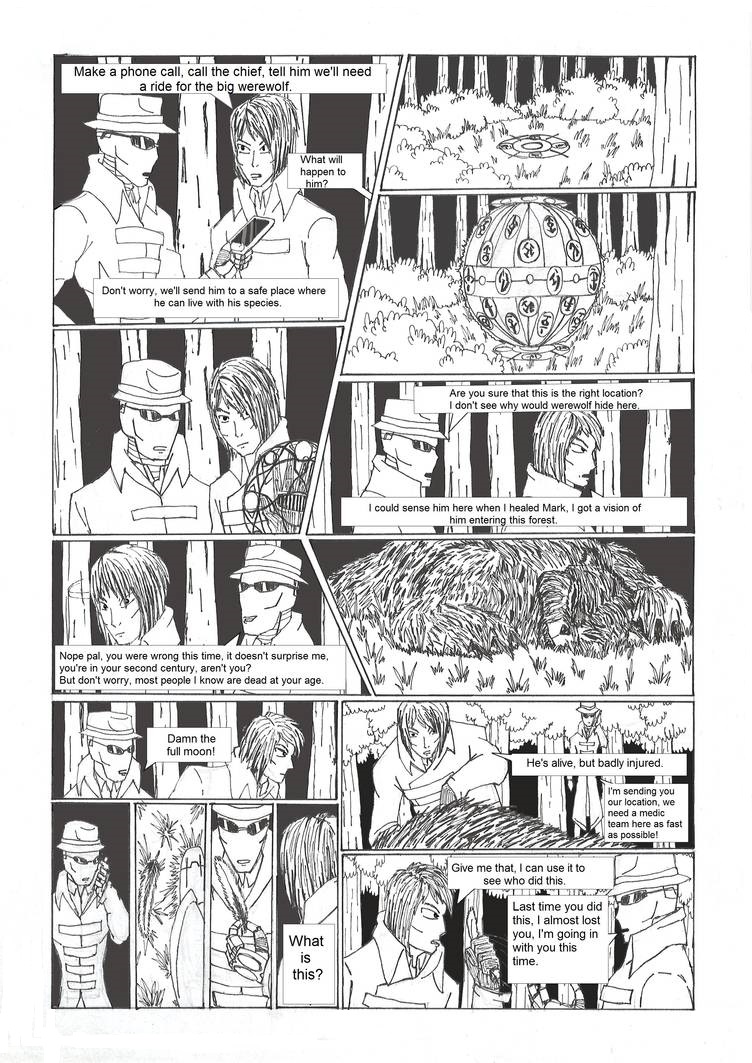 Make a phone call, call the chief, tell him we'll need
a ride for the big werewolf.
What will
happen to
him?
Don't worry, we'll send him to a safe place where
he can live with his species.
Are you sure that this is the right location?
I don't see why would werewolf hide here.
I could sense him here when I healed Mark, I got a vision of
him entering this forest.
Nope pal, you were wrong this time, it doesn't surprise me,
you're in your second century, aren't you?
But don't worry, most people I know are dead at your age.
Damn the
full moon!
He's alive, but badly injured.
I'm sending you
our location, we
need a medic
team here as fast
as possible!
What
is
this?
Give me that, I can use it to
see who did this.
Last time you did
this, I almost lost
you, I'm going in
with you this
time.